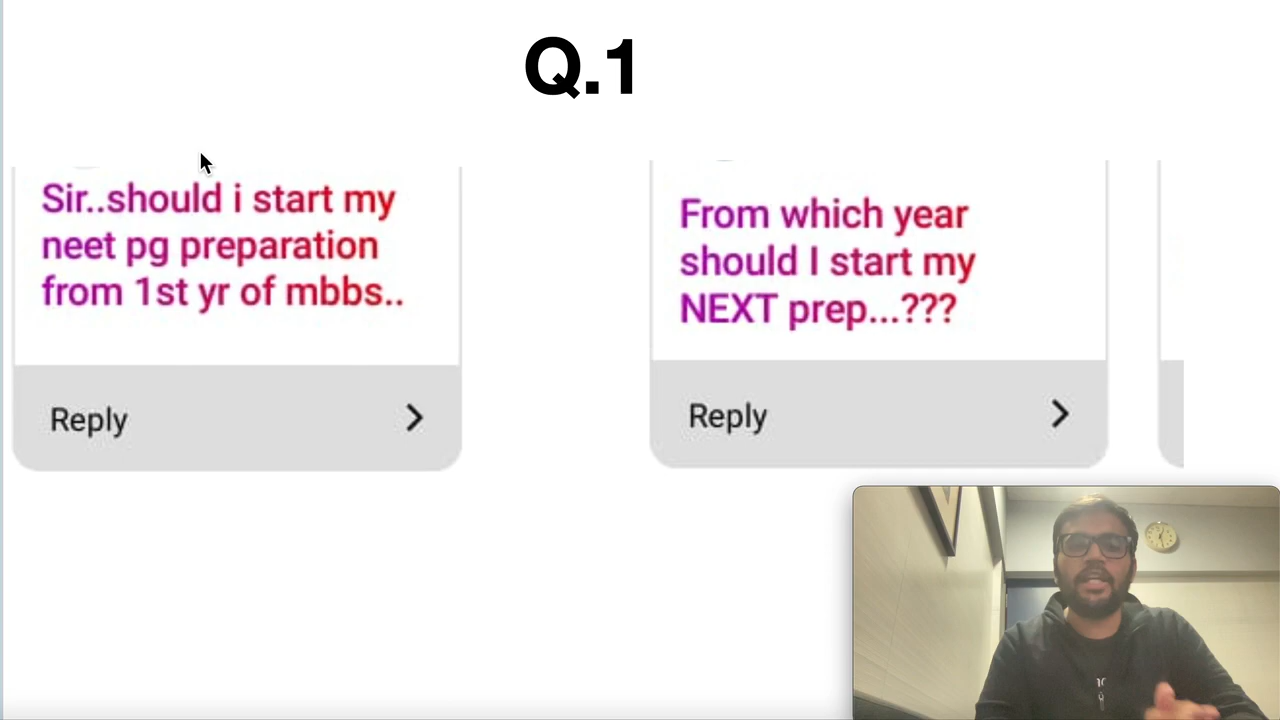 Q.1
Sir..should i start my
neet pg preparation
from 1st yr of mbbs..
Reply
From which year
should I start my
NEXT prep...???
Reply